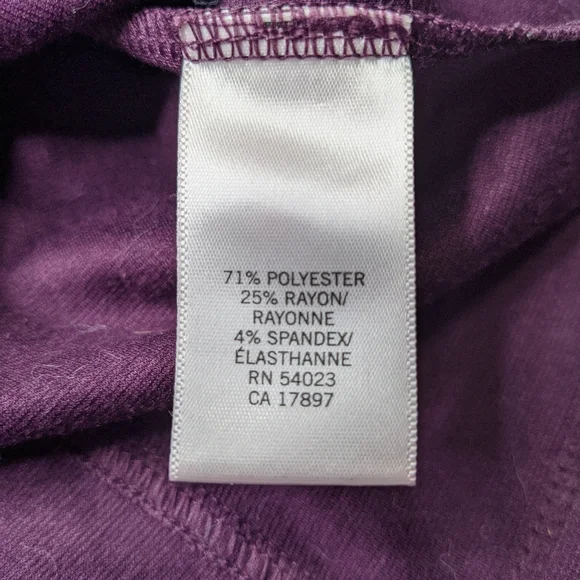 71% POLYESTER
25% RAYON/
RAYONNE
4% SPANDEX/
ÉLASTHANNE
RN 54023
CA 17897